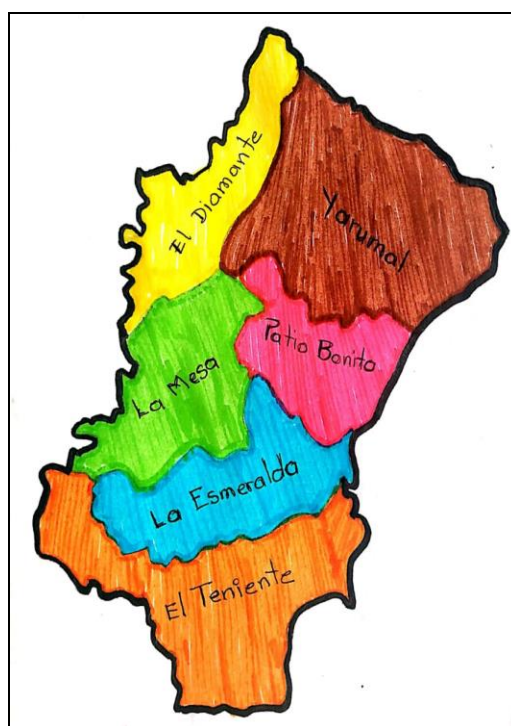 El Diamante
Yarumal
Patio Bonito
La Mesa
La Esmeralda
El Teniente